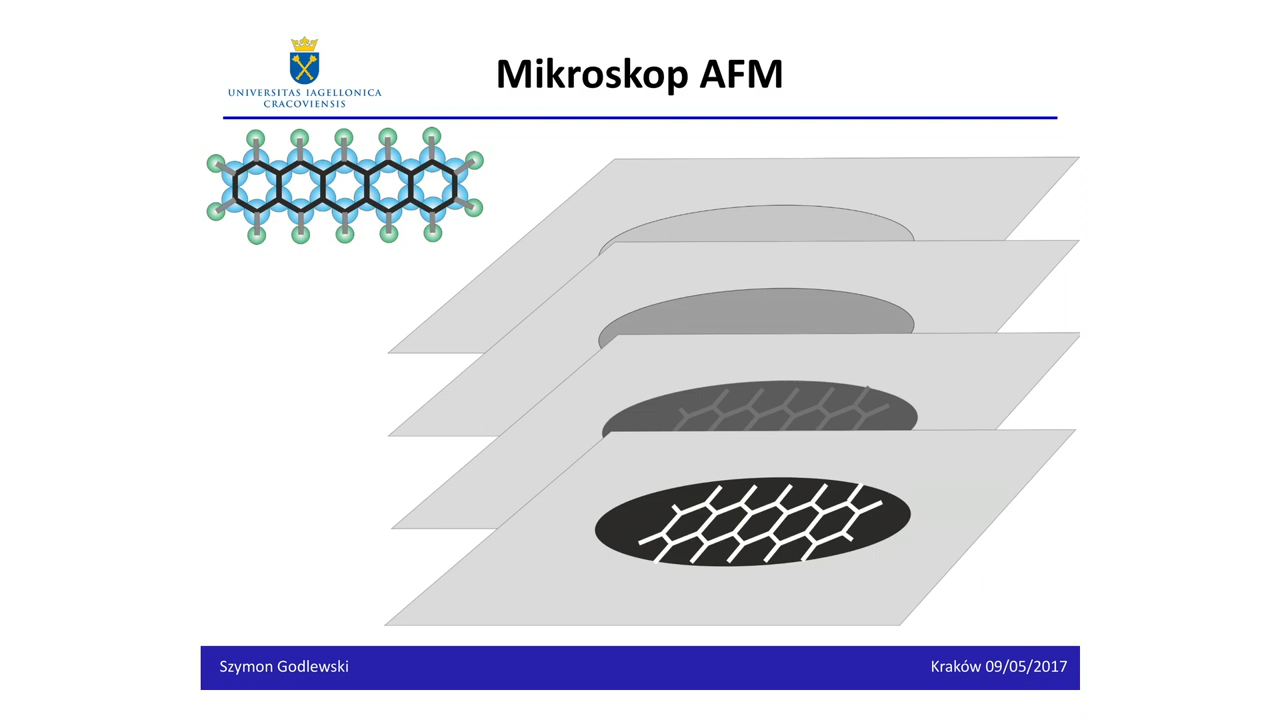 Mikroskop AFM
UNIVERSITAS IAGELLONICA
CRACOVIENSIS
Szymon Godlewski
Kraków 09/05/2017